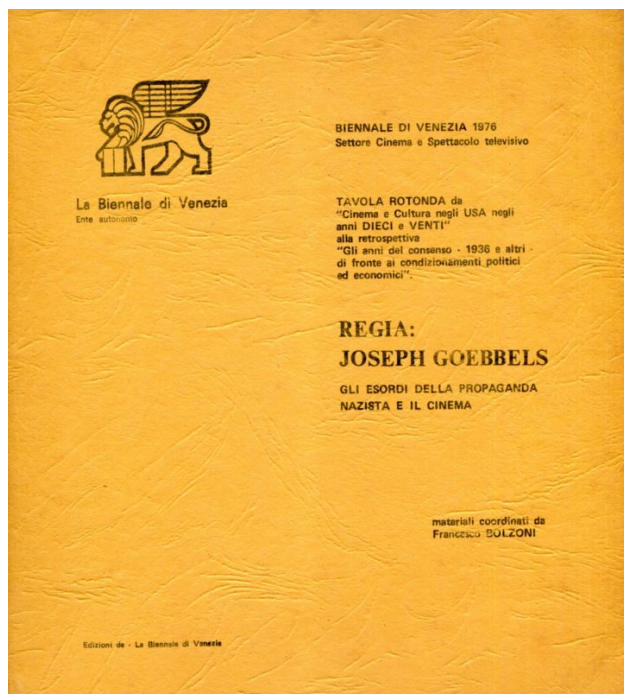 La Biennale di Venezia
Ente autonomo
BIENNALE DI VENEZIA 1976
Settore Cinema e Spettacolo televisivo
TAVOLA ROTONDA da
"Cinema e Cultura negli USA negli
anni DIECI e VENTI"
alla retrospettiva
"Gli anni del consenso - 1936 e altri -
di fronte ai condizionamenti politici
ed economici".
REGIA:
JOSEPH GOEBBELS
GLI ESORDI DELLA PROPAGANDA
NAZISTA E IL CINEMA
materiali coordinati da
Francesco BOLZONI
Edizioni de - La Biennale di Venezia